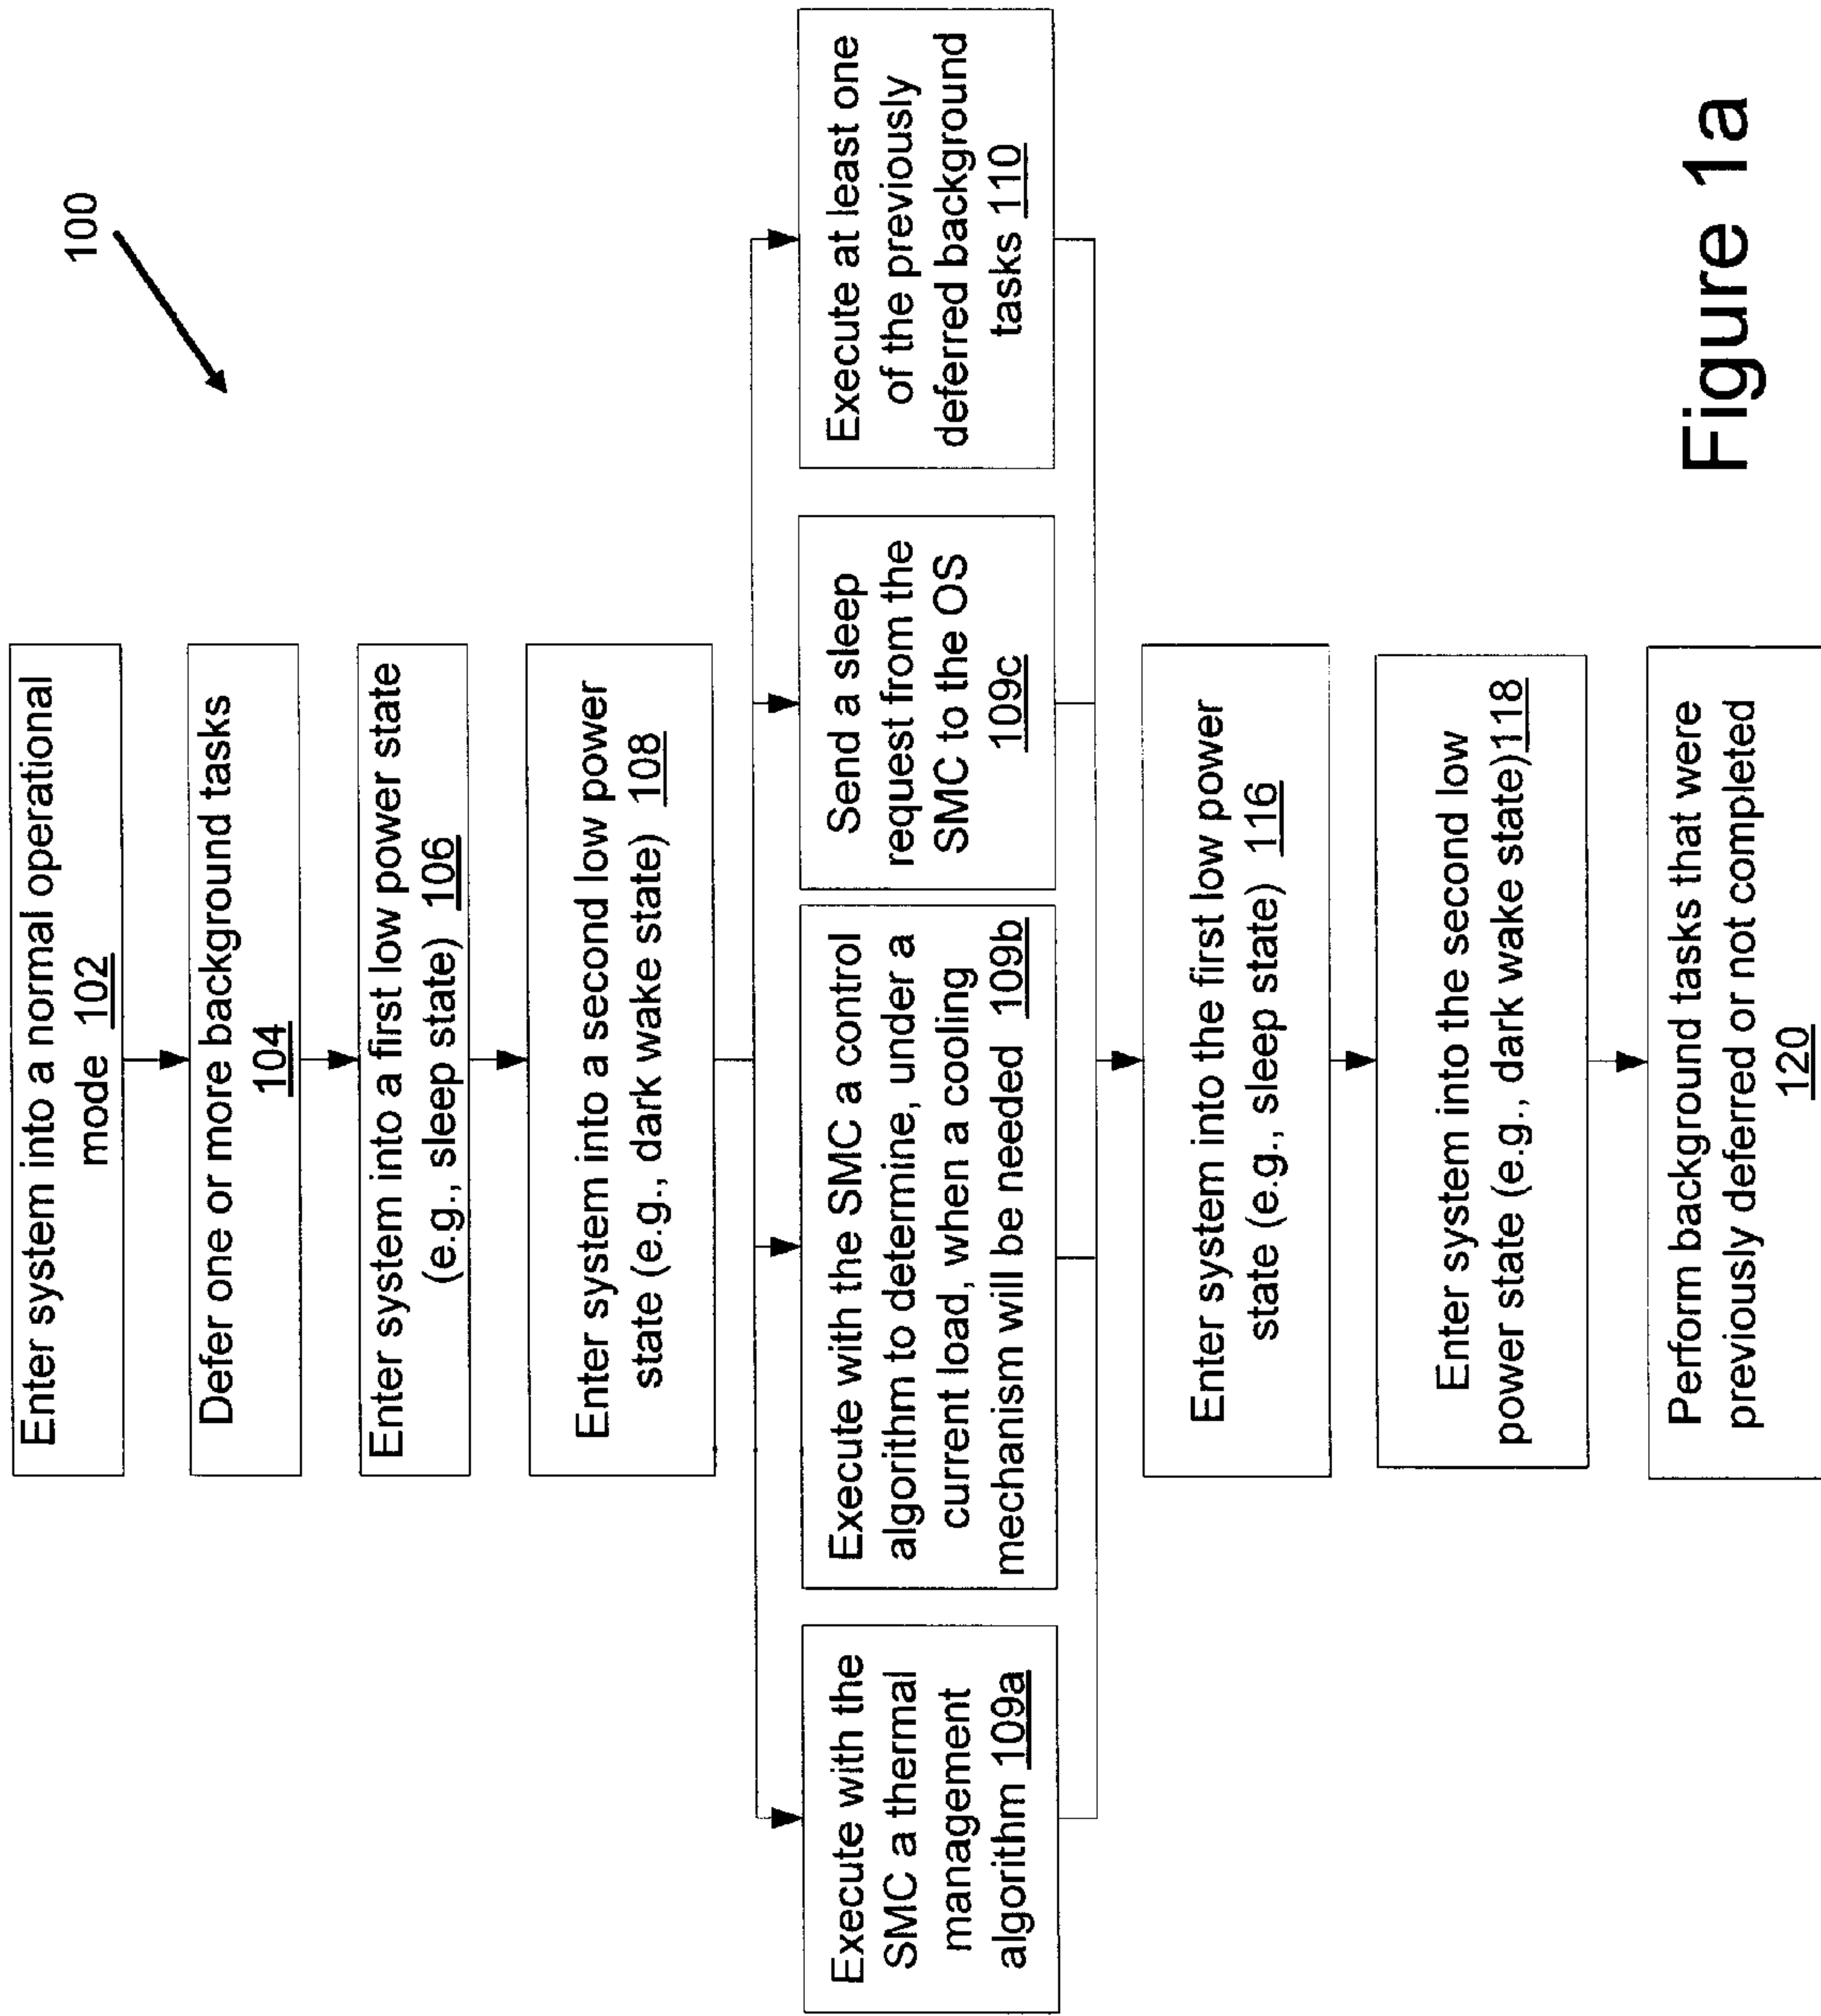 100
Enter system into a normal operational
mode 102
Defer one or more background tasks
104
Enter system into a first low power state
(e.g., sleep state) 106
Enter system into a second low power
state (e.g., dark wake state) 108
Execute with the
SMC a thermal
management
algorithm 109a
Execute with the SMC a control
algorithm to determine, under a
current load, when a cooling
mechanism will be needed 109b
Send a sleep
request from the
SMC to the OS
109c
Execute at least one
of the previously
deferred background
tasks 110
Enter system into the first low power
state (e.g., sleep state) 116
Enter system into the second low
power state (e.g., dark wake state)118
Perform background tasks that were
previously deferred or not completed
120
Figure 1a